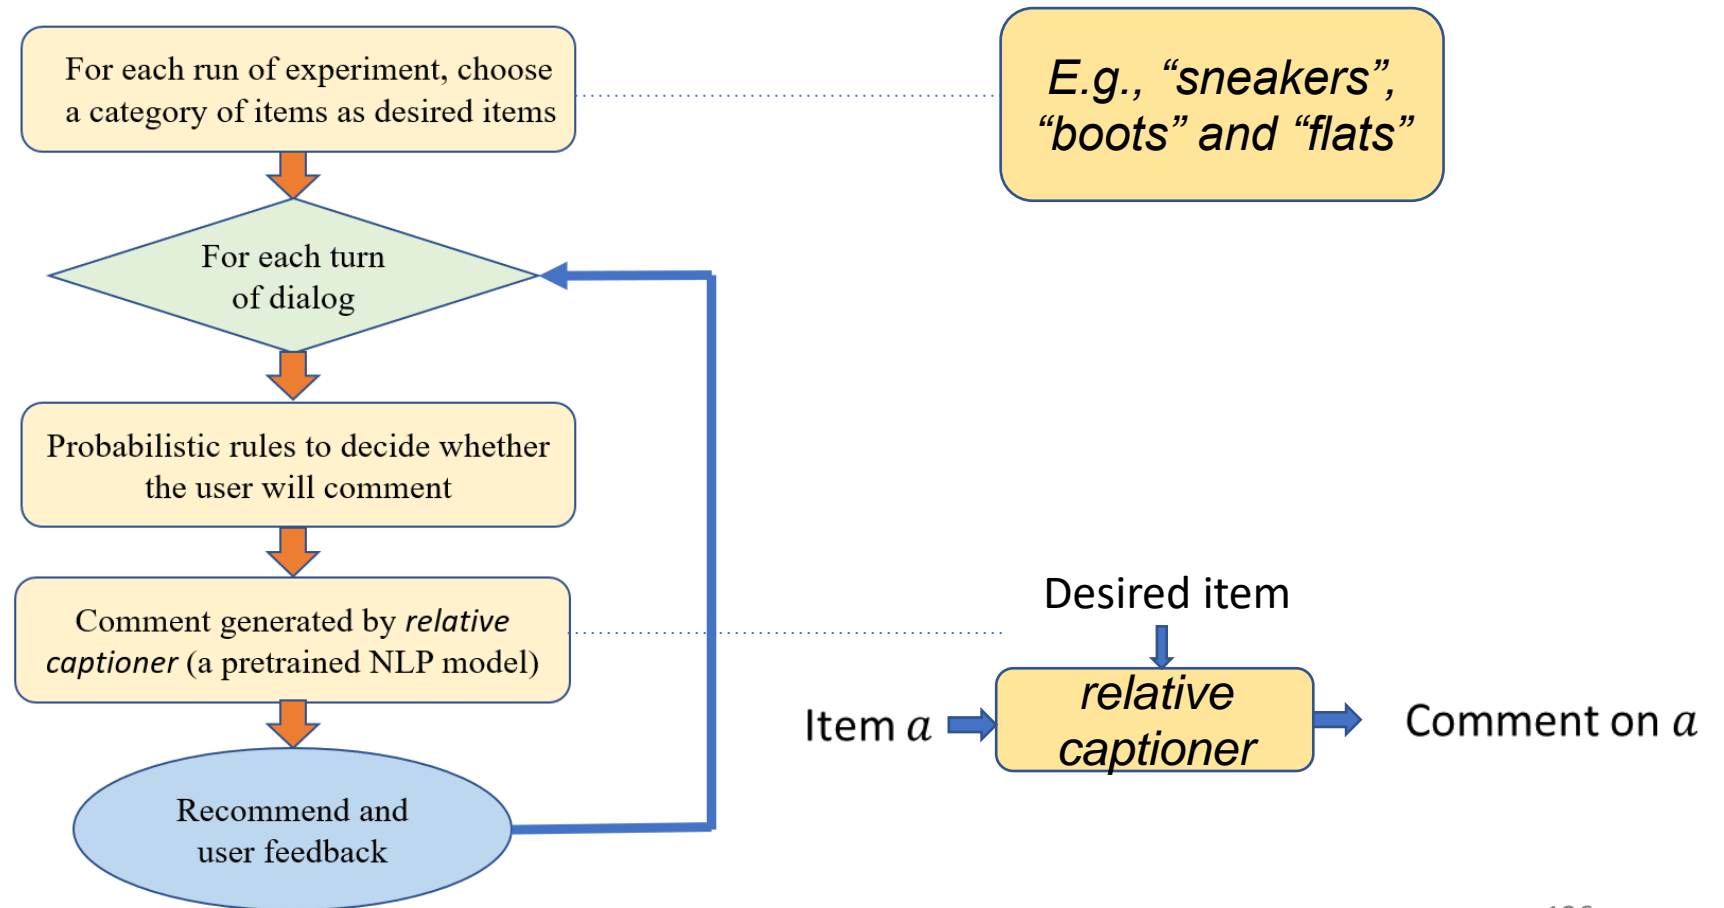 For each run of experiment, choose
a category of items as desired items
E.g., “sneakers”,
“boots” and “flats”
For each turn
of dialog
Probabilistic rules to decide whether
the user will comment
Comment generated by relative
captioner (a pretrained NLP model)
Desired item
Item a
relative
captioner
Comment on a
Recommend and
user feedback